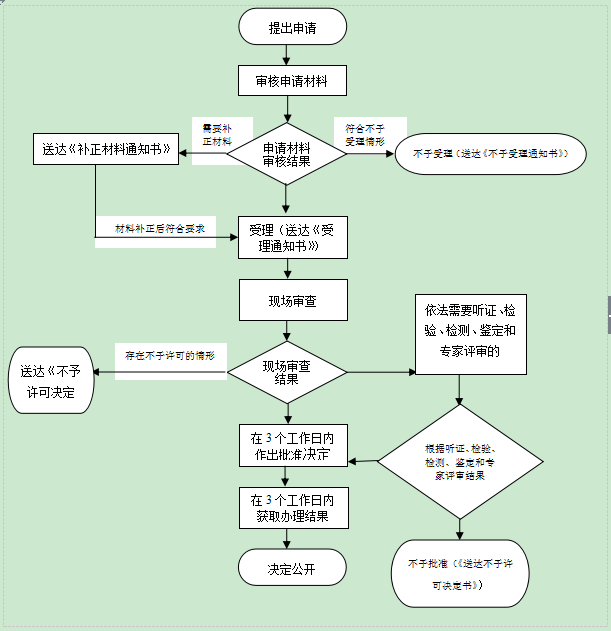 提出申请
审核申请材料
需要补
正材料
符合不予
受理情形
送达《补正材料通知书》
申请材料
审核结果
不予受理（送达《不予受理通知书》）
材料补正后符合要求
受理（送达《受
理通知书》）
现场审查
依法需要听证、检
验、检测、鉴定和
专家评审的
存在不予许可的情形
送达《不予
许可决定
现场审查
结果
在 3 个工作日内
作出批准决定
根据听证、检验、
检测、鉴定和专
家评审结果
在 3 个工作日内
获取办理结果
决定公开
不予批准（《送达不予许
可决定书》）